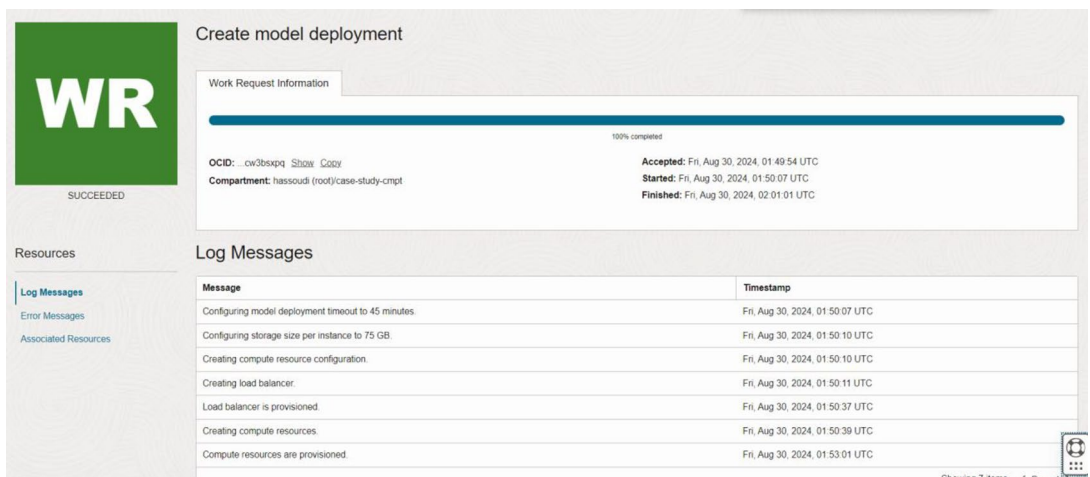 WR
SUCCEEDED
Create model deployment
Work Request Information
100% completed
OCID: ...cw3bsxpq Show Copy
Compartment: hassoudi (root)/case-study-cmpt
Accepted: Fri, Aug 30, 2024, 01:49:54 UTC
Started: Fri, Aug 30, 2024, 01:50:07 UTC
Finished: Fri, Aug 30, 2024, 02:01:01 UTC
Resources
Log Messages
Error Messages
Associated Resources
Log Messages
Message Timestamp
Configuring model deployment timeout to 45 minutes. Fri, Aug 30, 2024, 01:50:07 UTC
Configuring storage size per instance to 75 GB. Fri, Aug 30, 2024, 01:50:10 UTC
Creating compute resource configuration. Fri, Aug 30, 2024, 01:50:10 UTC
Creating load balancer. Fri, Aug 30, 2024, 01:50:11 UTC
Load balancer is provisioned. Fri, Aug 30, 2024, 01:50:37 UTC
Creating compute resources. Fri, Aug 30, 2024, 01:50:39 UTC
Compute resources are provisioned. Fri, Aug 30, 2024, 01:53:01 UTC
Showing 7 items